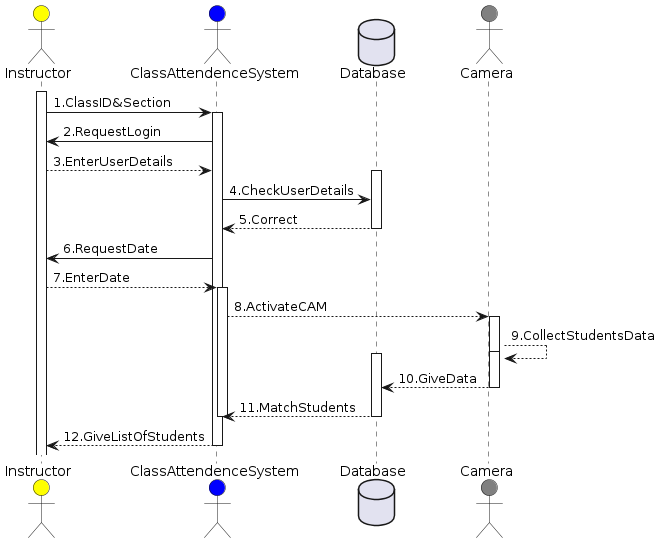 Instructor
ClassAttendenceSystem
Database
Camera
1.ClassID&Section
2.RequestLogin
3.EnterUserDetails
4.CheckUserDetails
5.Correct
6.RequestDate
7.EnterDate
8.ActivateCAM
9.CollectStudentsData
10.GiveData
11.MatchStudents
12.GiveListOfStudents
Instructor
ClassAttendenceSystem
Database
Camera